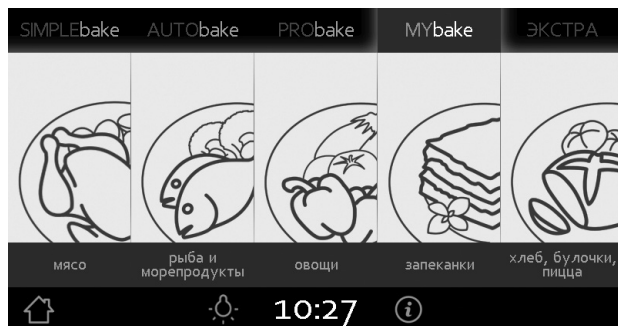 SIMPLEbake AUTObake PRObake MYbake ЭКСТРА
мясо
рыба и
морепродукты
овощи
запеканки
хлеб, булочки,
пицца
10:27
i